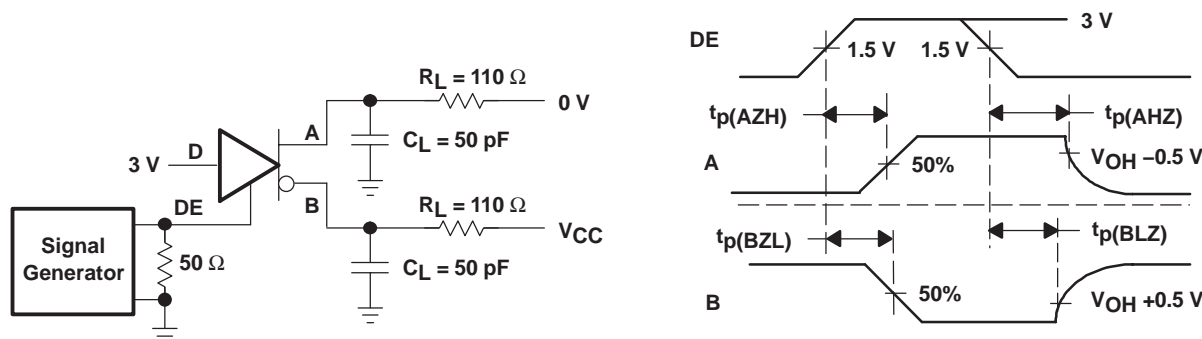 R_L = 110 Ω
0 V
A
C_L = 50 pF
3 V
D
B
DE
R_L = 110 Ω
V_CC
C_L = 50 pF
Signal
Generator
50 Ω
DE
3 V
1.5 V
1.5 V
t_p(AZH)
t_p(AHZ)
A
50%
V_OH –0.5 V
t_p(BZL)
t_p(BLZ)
B
50%
V_OH +0.5 V